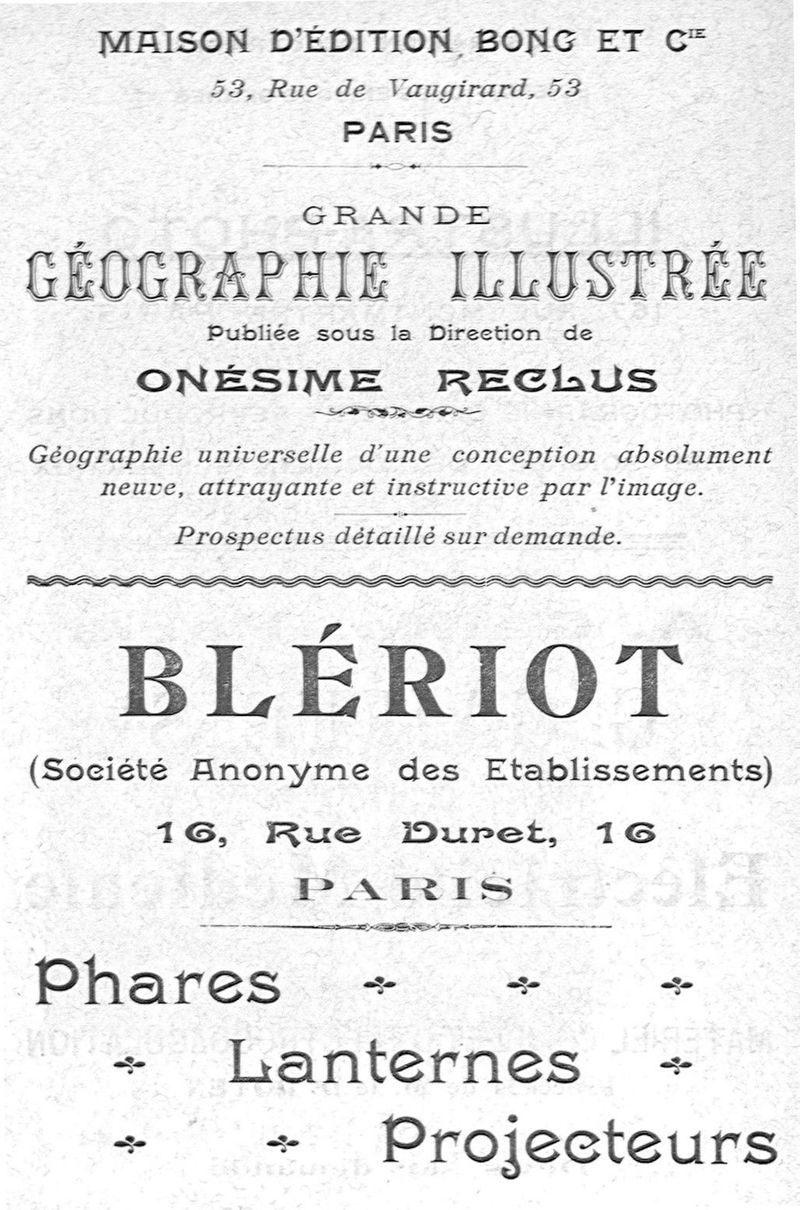 MAISON D'ÉDITION BONG ET CIE
53, Rue de Vaugirard, 53
PARIS
GRANDE
GÉOGRAPHIE ILLUSTRÉE
Publiée sous la Direction de
ONÉSIME RECLUS
Géographie universelle d'une conception absolument
neuve, attrayante et instructive par l'image.
Prospectus détaillé sur demande.
BLÉRIOT
(Société Anonyme des Etablissements)
16, Rue Duret, 16
PARIS
Phares
Lanternes
Projecteurs